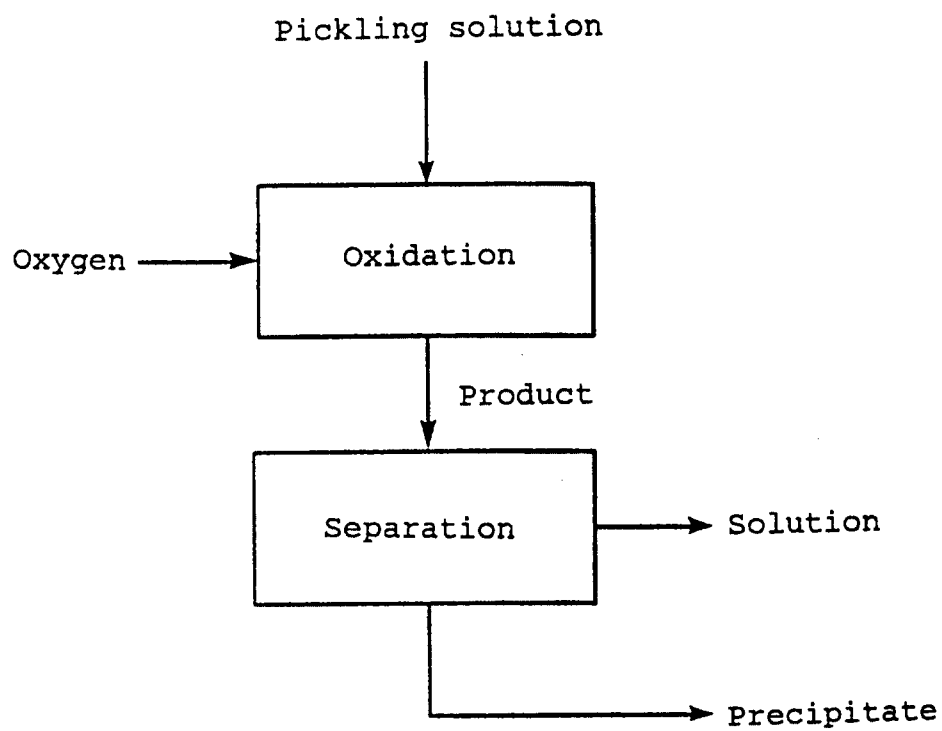 Pickling solution
Oxygen
Oxidation
Product
Separation
Solution
Precipitate